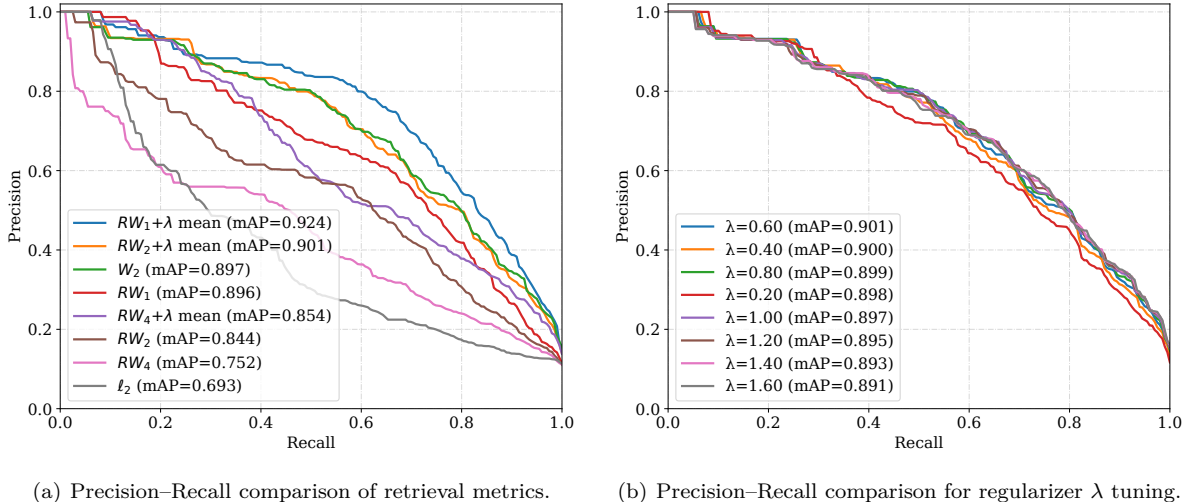 1.0
0.8
0.6
0.4
0.2
0.0
Precision
0.0 0.2 0.4 0.6 0.8 1.0
Recall
RW₁+λ mean (mAP=0.924)
RW₂+λ mean (mAP=0.901)
W₂ (mAP=0.897)
RW₁ (mAP=0.896)
RW₄+λ mean (mAP=0.854)
RW₂ (mAP=0.844)
RW₄ (mAP=0.752)
ℓ₂ (mAP=0.693)
(a) Precision–Recall comparison of retrieval metrics.
1.0
0.8
0.6
0.4
0.2
0.0
Precision
0.0 0.2 0.4 0.6 0.8 1.0
Recall
λ=0.60 (mAP=0.901)
λ=0.40 (mAP=0.900)
λ=0.80 (mAP=0.899)
λ=0.20 (mAP=0.898)
λ=1.00 (mAP=0.897)
λ=1.20 (mAP=0.895)
λ=1.40 (mAP=0.893)
λ=1.60 (mAP=0.891)
(b) Precision–Recall comparison for regularizer λ tuning.